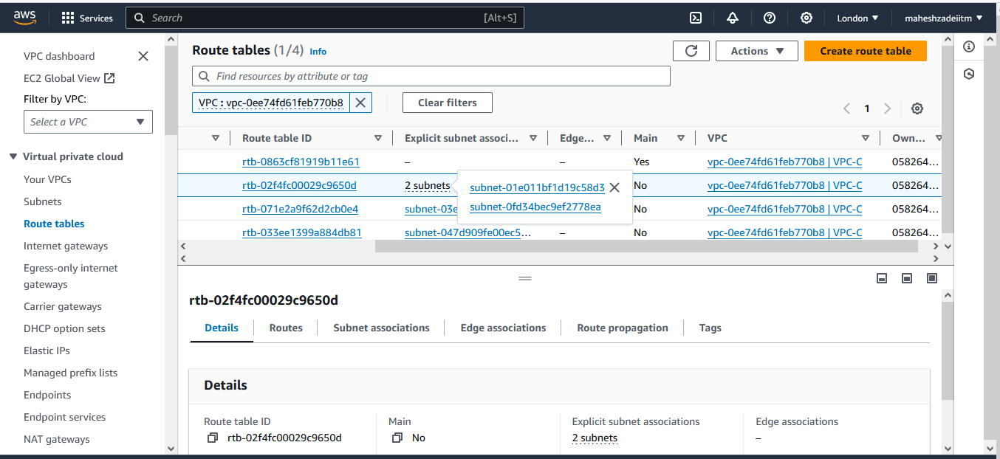 aws
Services
Search
[Alt+S]
London
maheshzadeiitm
VPC dashboard
EC2 Global View
Filter by VPC:
Select a VPC
Virtual private cloud
Your VPCs
Subnets
Route tables
Internet gateways
Egress-only internet
gateways
Carrier gateways
DHCP option sets
Elastic IPs
Managed prefix lists
Endpoints
Endpoint services
NAT gateways
Route tables (1/4) Info
Actions
Create route table
Find resources by attribute or tag
VPC : vpc-0ee74fd61feb770b8
Clear filters
1
Route table ID Explicit subnet associ... Edge... Main VPC Own...
rtb-0863cf81919b11e61 – – Yes vpc-0ee74fd61feb770b8 | VPC-C 058264...
rtb-02f4fc00029c9650d 2 subnets No vpc-0ee74fd61feb770b8 | VPC-C 058264...
subnet-01e011bf1d19c58d3
subnet-0fd34bec9ef2778ea
rtb-071e2a9f62d2cb0e4 subnet-03e No vpc-0ee74fd61feb770b8 | VPC-C 058264...
rtb-033ee1399a884db81 subnet-047d909fe00ec5... – No vpc-0ee74fd61feb770b8 | VPC-C 058264...
rtb-02f4fc00029c9650d
Details Routes Subnet associations Edge associations Route propagation Tags
Details
Route table ID Main Explicit subnet associations Edge associations
rtb-02f4fc00029c9650d No 2 subnets –